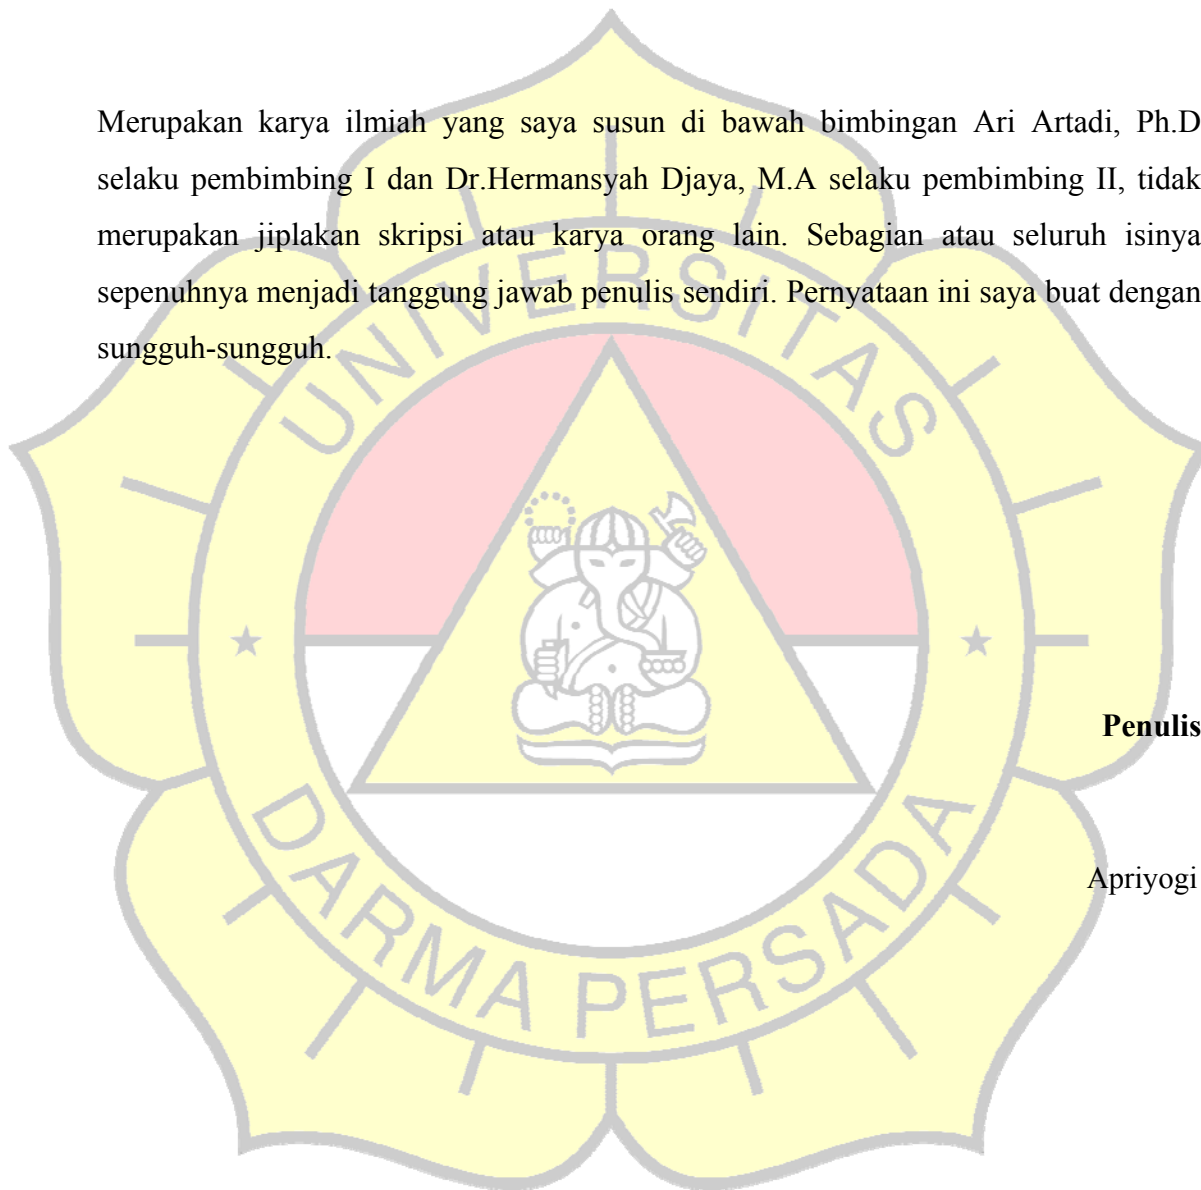 Merupakan karya ilmiah yang saya susun di bawah bimbingan Ari Artadi, Ph.D
selaku pembimbing I dan Dr.Hermansyah Djaya, M.A selaku pembimbing II, tidak
merupakan jiplakan skripsi atau karya orang lain. Sebagian atau seluruh isinya
sepenuhnya menjadi tanggung jawab penulis sendiri. Pernyataan ini saya buat dengan
sungguh-sungguh.
UNIVERSITAS
Penulis
Apriyogi
DARMA PERSADA